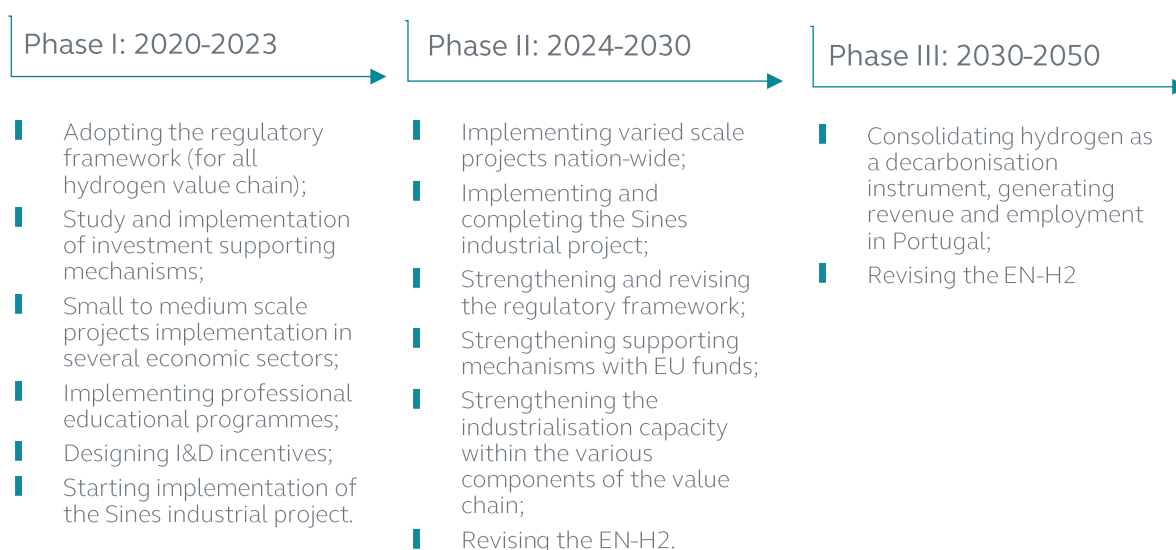 Phase I: 2020-2023
Adopting the regulatory
framework (for all
hydrogen value chain);
Study and implementation
of investment supporting
mechanisms;
Small to medium scale
projects implementation in
several economic sectors;
Implementing professional
educational programmes;
Designing I&D incentives;
Starting implementation of
the Sines industrial project.
Phase II: 2024-2030
Implementing varied scale
projects nation-wide;
Implementing and
completing the Sines
industrial project;
Strengthening and revising
the regulatory framework;
Strengthening supporting
mechanisms with EU funds;
Strengthening the
industrialisation capacity
within the various
components of the value
chain;
Revising the EN-H2.
Phase III: 2030-2050
Consolidating hydrogen as
a decarbonisation
instrument, generating
revenue and employment
in Portugal;
Revising the EN-H2